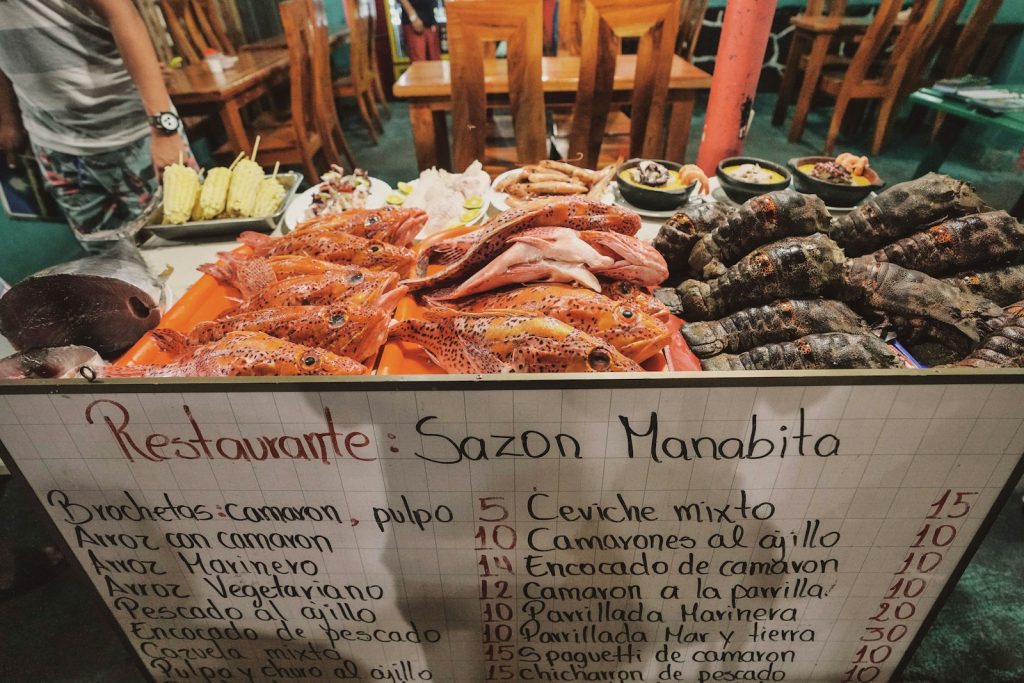 Restaurante: Sazon Manabita
Brochetas: camaron, pulpo 5
Arroz con camaron 10
Arroz Marinero 14
Arroz Vegetariano 12
Pescado al ajillo 10
Encocado de pescado 10
Cazuela mixto 15
Pulpo y churo al ajillo 15
Ceviche mixto 15
Camarones al ajillo 10
Encocado de camaron 10
Camaron a la parrilla 10
Parrillada Marinera 20
Parrillada Mar y tierra 30
Spaguetti de camaron 10
chicharron de pescado 10